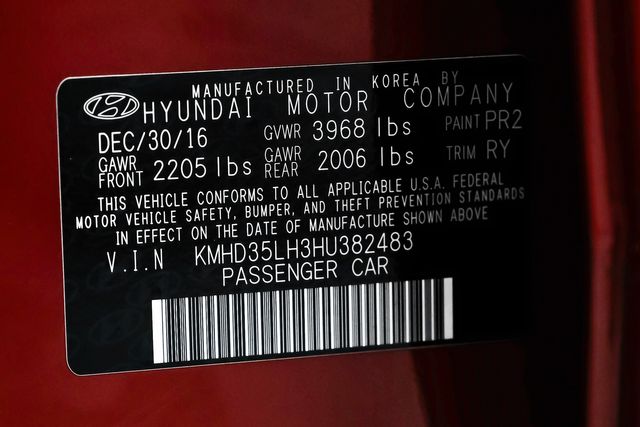 MANUFACTURED IN KOREA BY
HYUNDAI MOTOR COMPANY
DEC/30/16 GVWR 3968 lbs PAINT PR2
GAWR FRONT 2205 lbs GAWR REAR 2006 lbs TRIM RY
THIS VEHICLE CONFORMS TO ALL APPLICABLE U.S.A. FEDERAL
MOTOR VEHICLE SAFETY, BUMPER, AND THEFT PREVENTION STANDARDS
IN EFFECT ON THE DATE OF MANUFACTURE SHOWN ABOVE
V.I.N KMHD35LH3HU382483
PASSENGER CAR